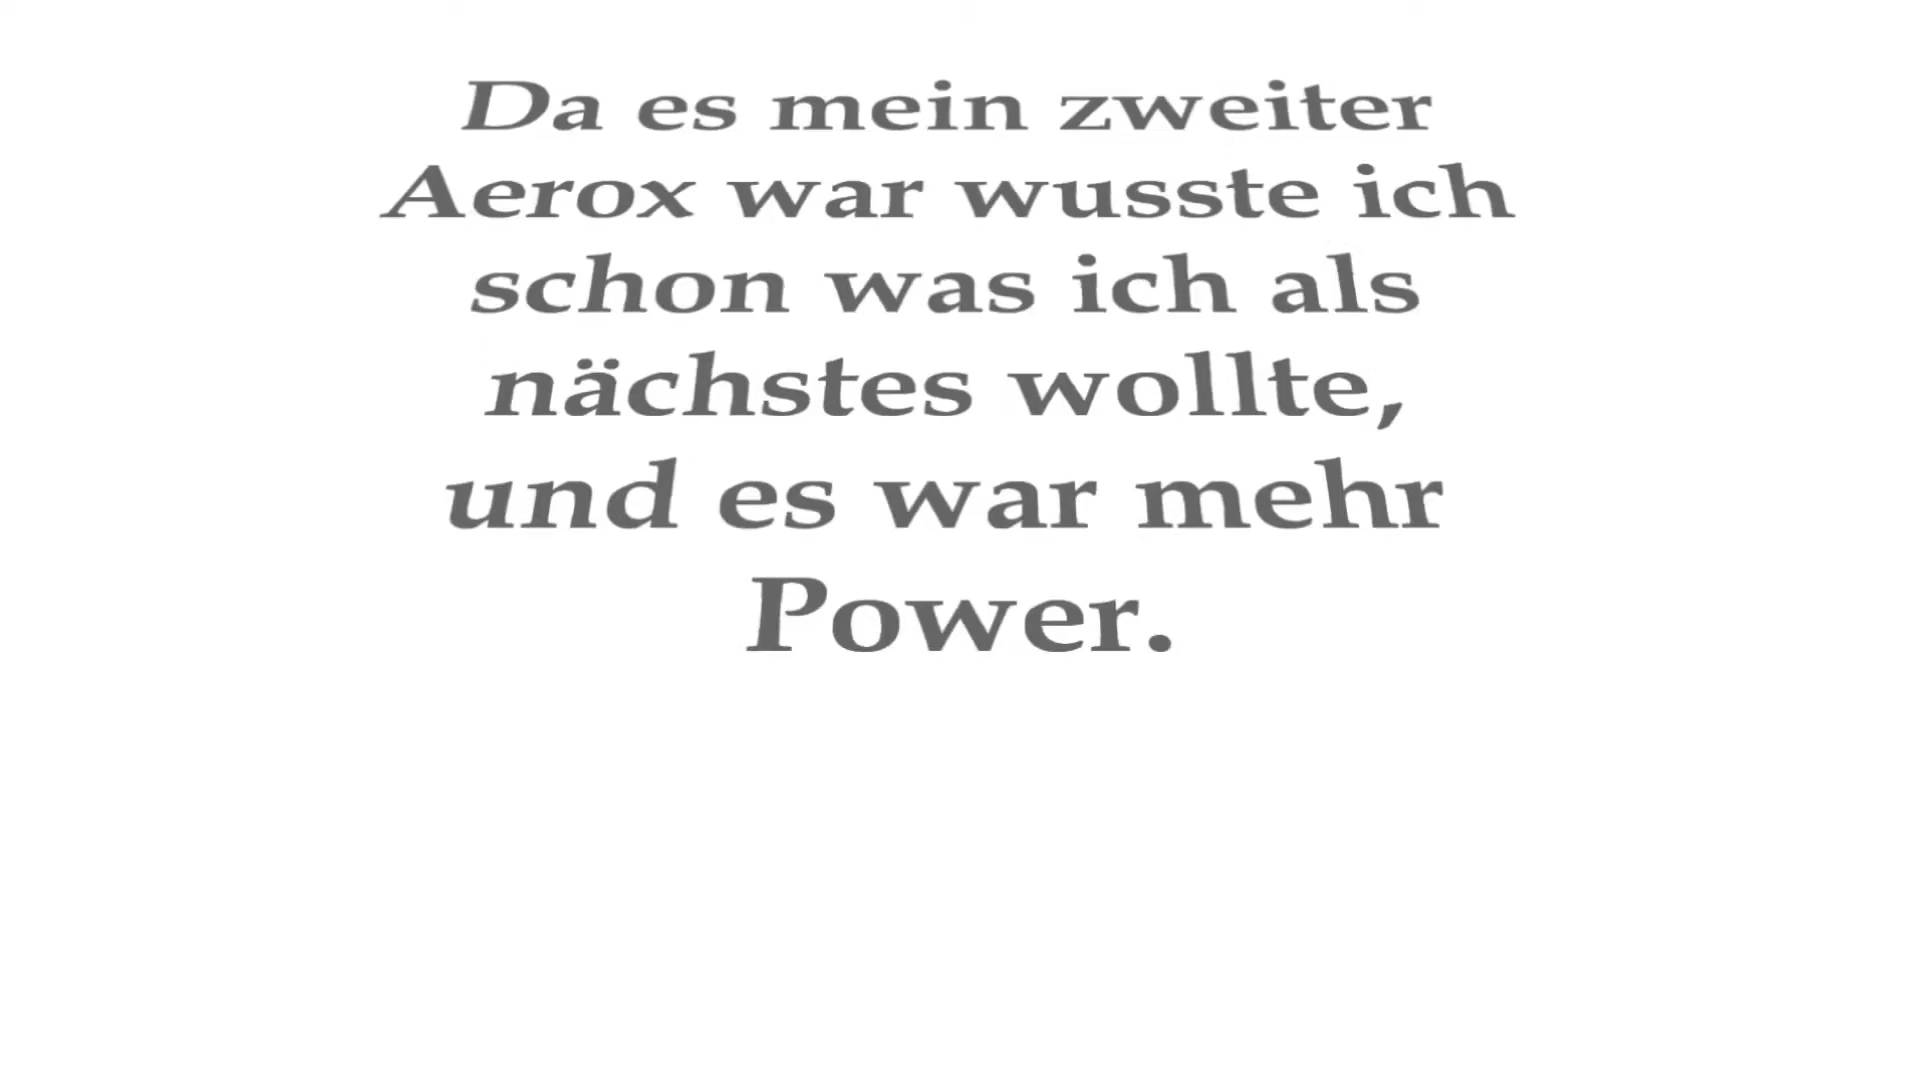 Da es mein zweiter
Aerox war wusste ich
schon was ich als
nächstes wollte,
und es war mehr
Power.